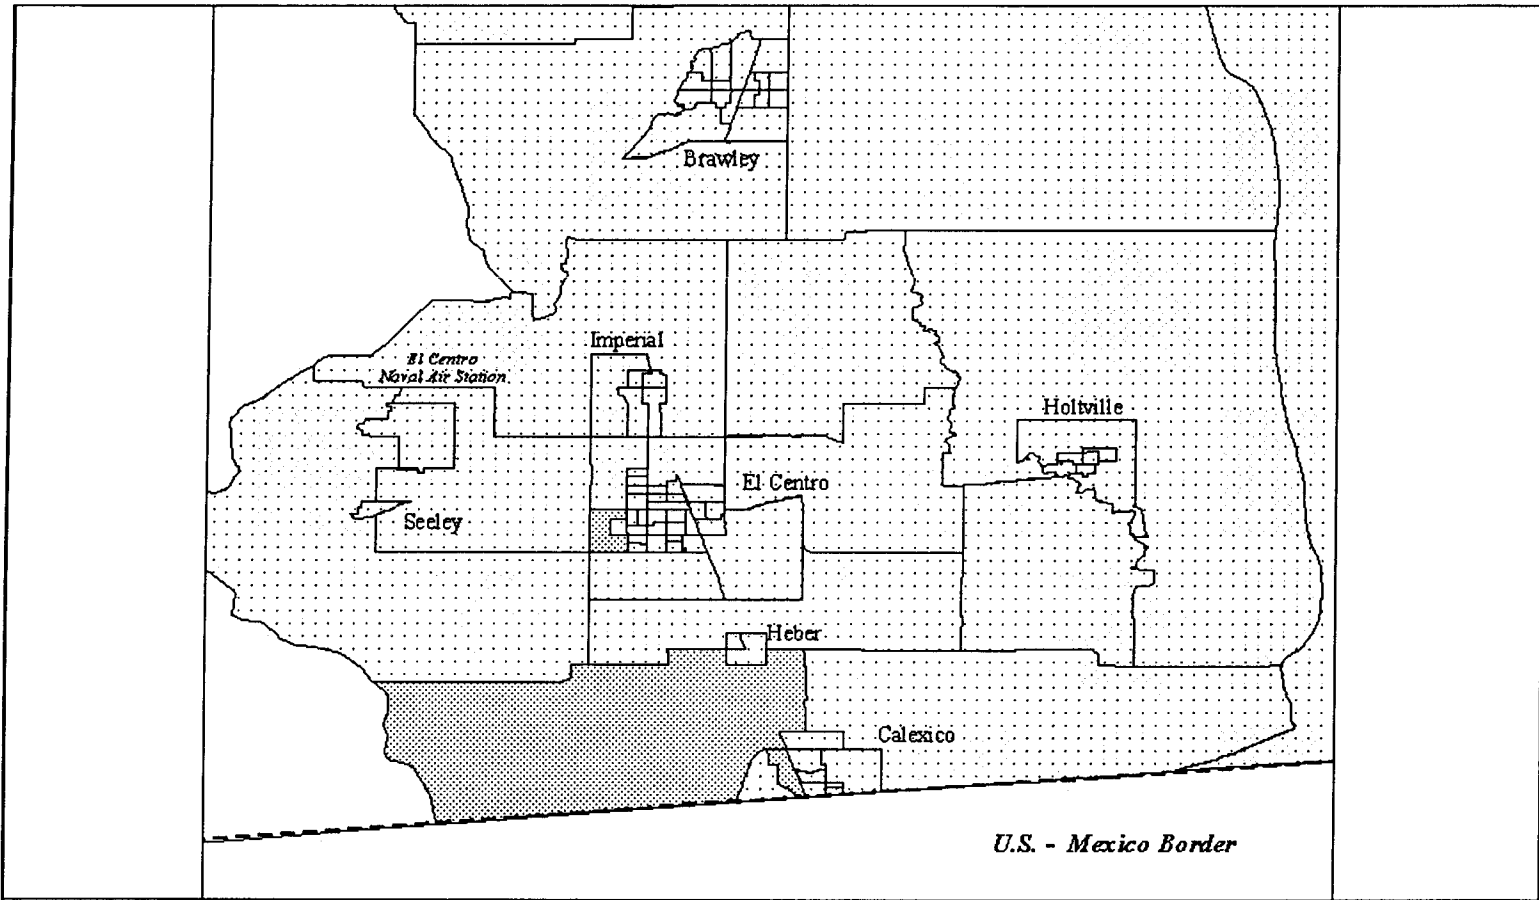 Brawley
Imperial
El Centro
Naval Air Station
Holtville
El Centro
Seeley
Heber
Calexico
U.S. - Mexico Border